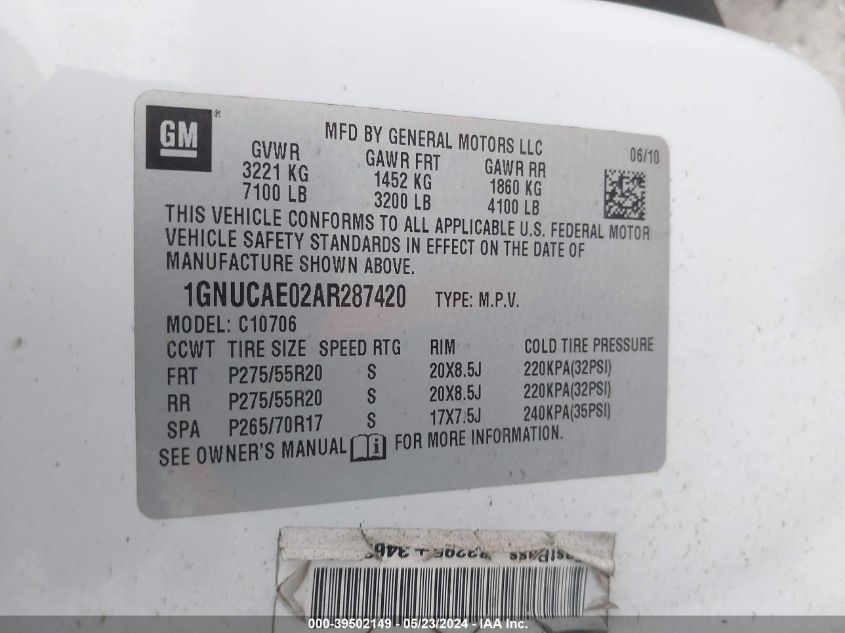 GM ®
MFD BY GENERAL MOTORS LLC
06/10
GVWR GAWR FRT GAWR RR
3221 KG 1452 KG 1860 KG
7100 LB 3200 LB 4100 LB
THIS VEHICLE CONFORMS TO ALL APPLICABLE U.S. FEDERAL MOTOR
VEHICLE SAFETY STANDARDS IN EFFECT ON THE DATE OF
MANUFACTURE SHOWN ABOVE.
1GNUCAE02AR287420 TYPE: M.P.V.
MODEL: C10706
CCWT TIRE SIZE SPEED RTG RIM COLD TIRE PRESSURE
FRT P275/55R20 S 20X8.5J 220KPA(32PSI)
RR P275/55R20 S 20X8.5J 220KPA(32PSI)
SPA P265/70R17 S 17X7.5J 240KPA(35PSI)
SEE OWNER'S MANUAL FOR MORE INFORMATION.
000-39502149 - 05/23/2024 - IAA Inc.